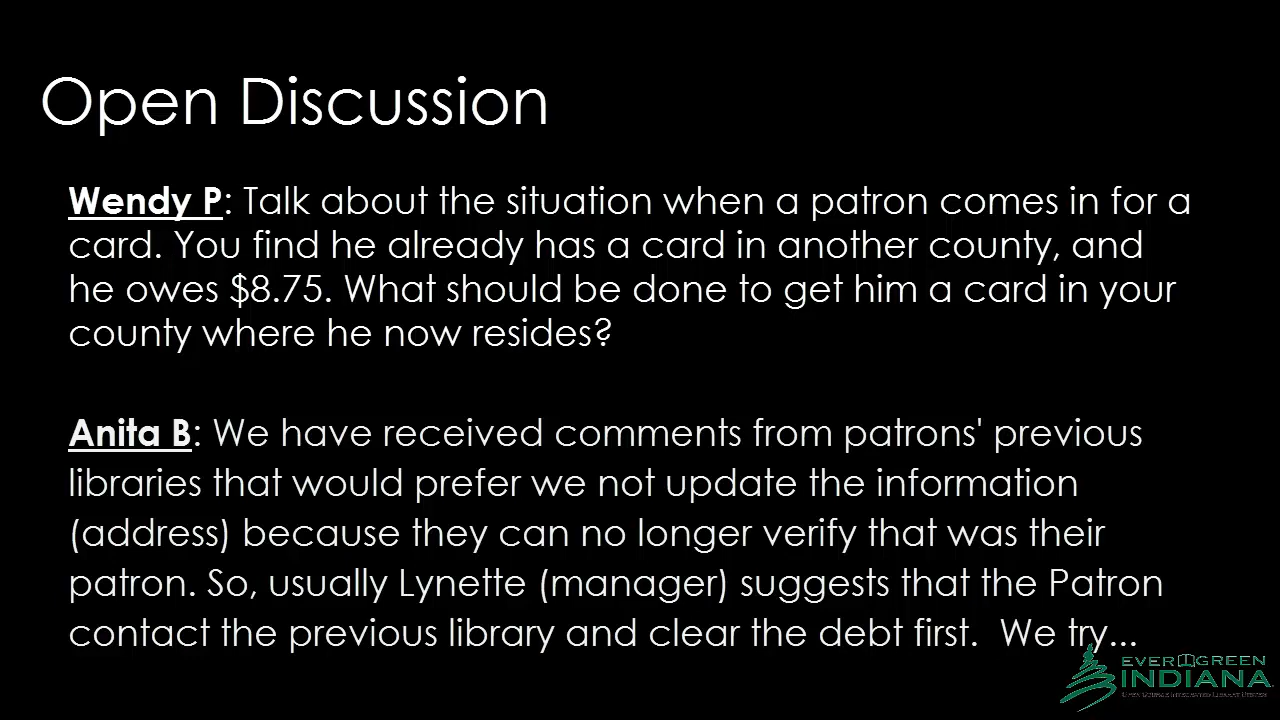 Open Discussion
Wendy P: Talk about the situation when a patron comes in for a
card. You find he already has a card in another county, and
he owes $8.75. What should be done to get him a card in your
county where he now resides?
Anita B: We have received comments from patrons' previous
libraries that would prefer we not update the information
(address) because they can no longer verify that was their
patron. So, usually Lynette (manager) suggests that the Patron
contact the previous library and clear the debt first.  We try...
EVERGREEN
INDIANA